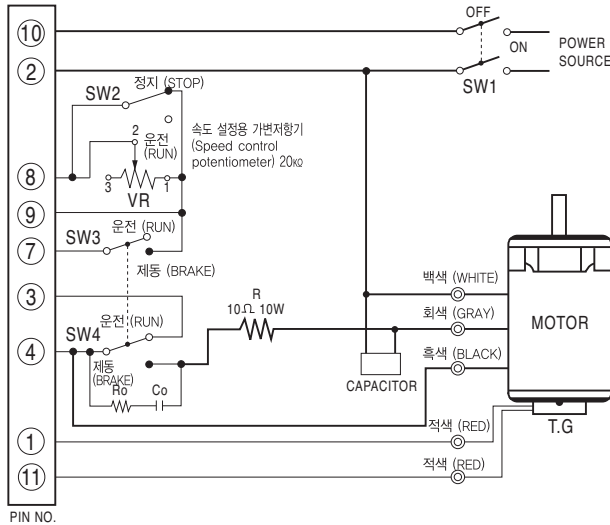 OFF
ON
POWER
SOURCE
SW1
10
2
정지 (STOP)
SW2
운전
(RUN)
2
3
1
VR
속도 설정용 가변저항기
(Speed control
potentiometer) 20KΩ
8
9
운전 (RUN)
SW3
7
제동 (BRAKE)
3
운전 (RUN)
SW4
4
제동
(BRAKE)
Ro
Co
R
10Ω 10W
CAPACITOR
백색 (WHITE)
회색 (GRAY)
흑색 (BLACK)
MOTOR
T.G
1
적색 (RED)
11
적색 (RED)
PIN NO.